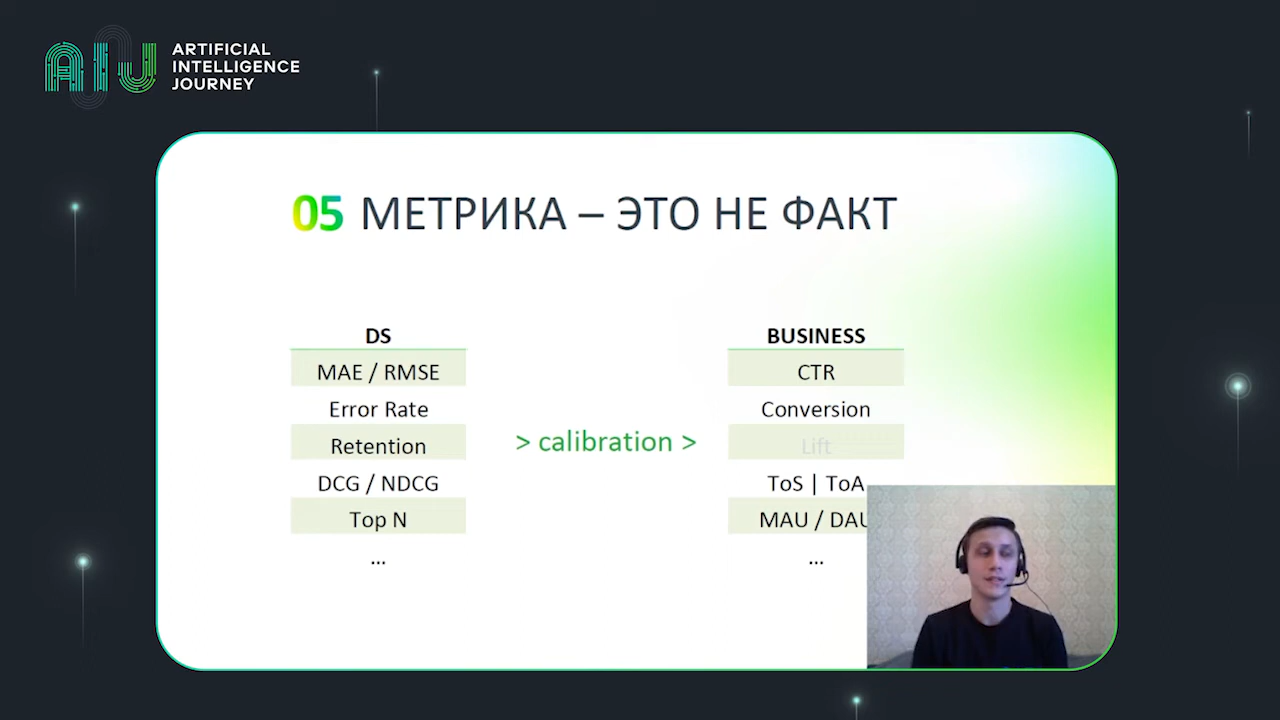 ARTIFICIAL
INTELLIGENCE
JOURNEY
05 МЕТРИКА – ЭТО НЕ ФАКТ
DS
MAE / RMSE
Error Rate
Retention
DCG / NDCG
Top N
...
> calibration >
BUSINESS
CTR
Conversion
Lift
ToS | ToA
MAU / DAU
...